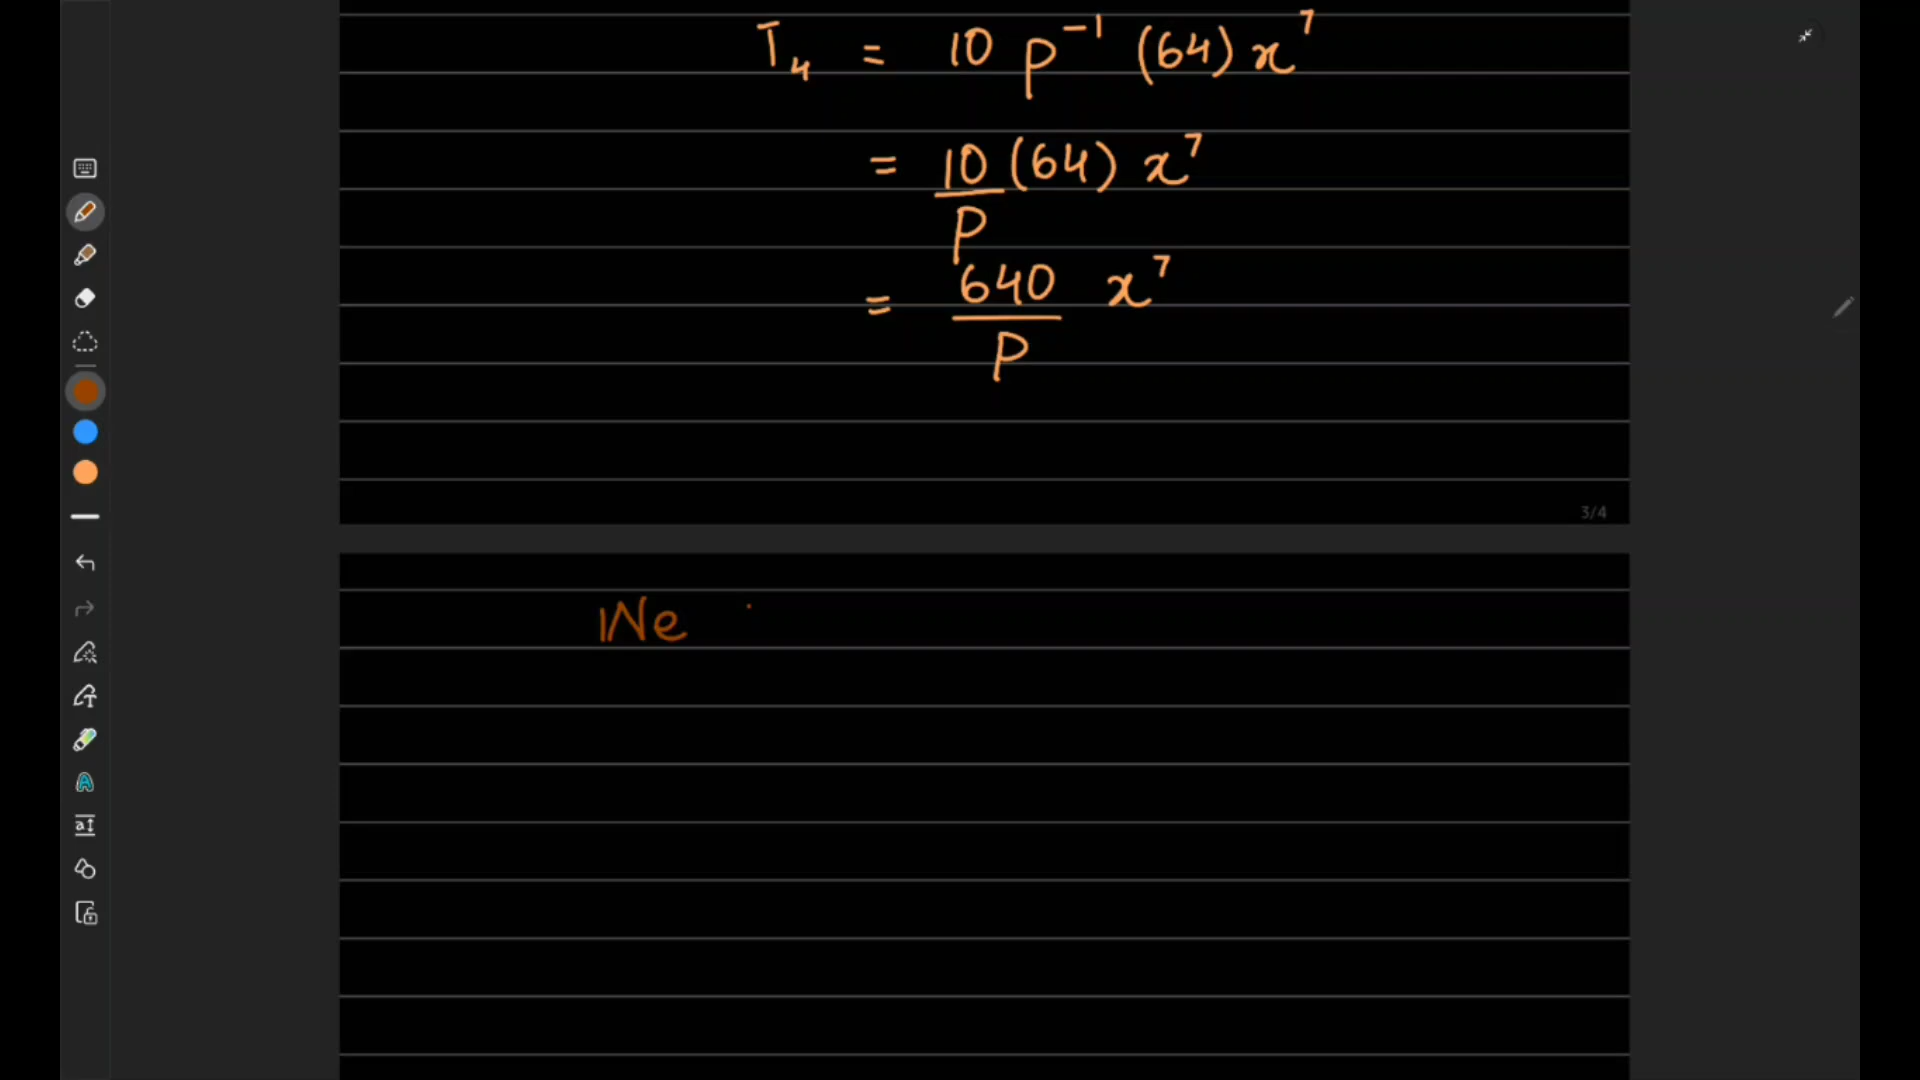 T₄ = 10 p⁻¹ (64) x⁷
= 10/p (64) x⁷
= 640/p x⁷
3/4
We